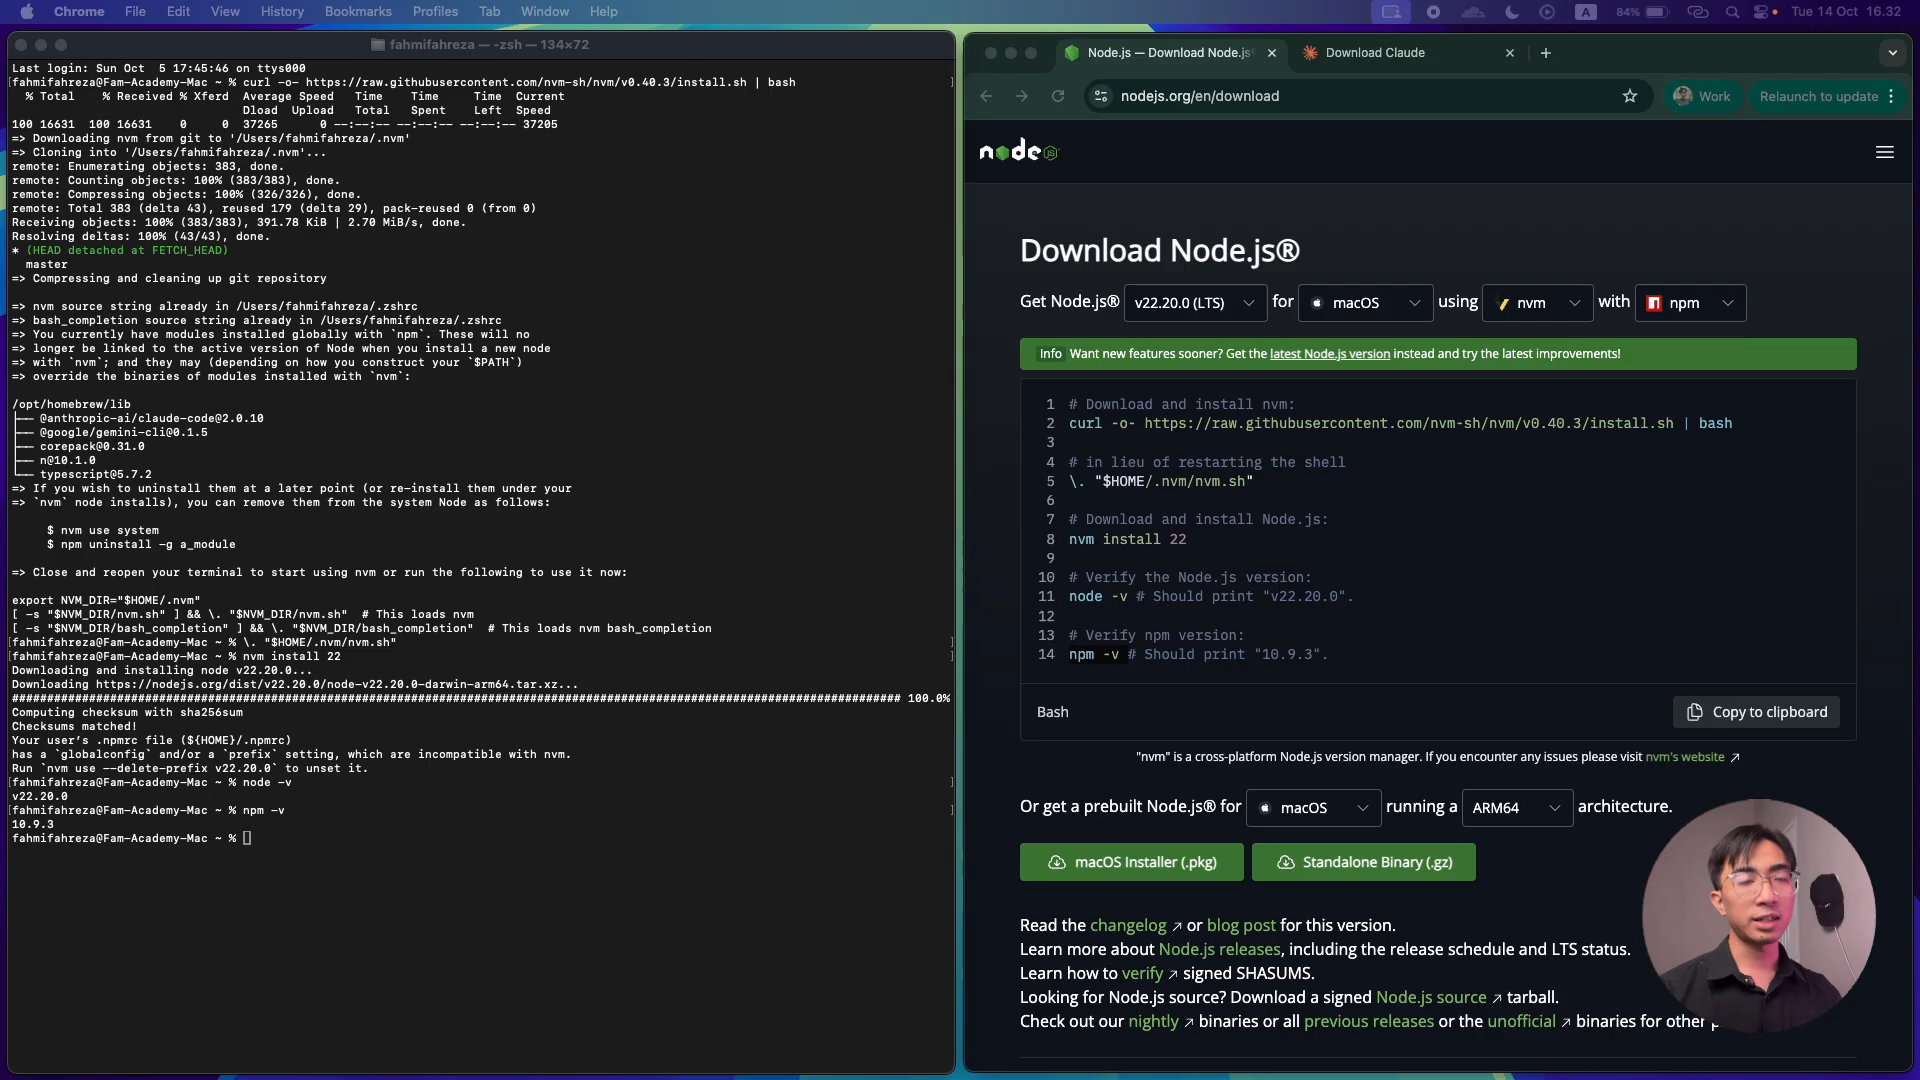 Chrome File Edit View History Bookmarks Profiles Tab Window Help
A 84% Tue 14 Oct 16.32
fahmifahreza — -zsh — 134×72
Last login: Sun Oct  5 17:45:46 on ttys000
[fahmifahreza@Fam-Academy-Mac ~ % curl -o- https://raw.githubusercontent.com/nvm-sh/nvm/v0.40.3/install.sh | bash ]
% Total    % Received % Xferd  Average Speed   Time    Time     Time  Current
Dload  Upload   Total   Spent    Left  Speed
100 16631  100 16631    0     0  37265      0 --:--:-- --:--:-- --:--:-- 37205
=> Downloading nvm from git to '/Users/fahmifahreza/.nvm'
=> Cloning into '/Users/fahmifahreza/.nvm'...
remote: Enumerating objects: 383, done.
remote: Counting objects: 100% (383/383), done.
remote: Compressing objects: 100% (326/326), done.
remote: Total 383 (delta 43), reused 179 (delta 29), pack-reused 0 (from 0)
Receiving objects: 100% (383/383), 391.78 KiB | 2.70 MiB/s, done.
Resolving deltas: 100% (43/43), done.
* (HEAD detached at FETCH_HEAD)
master
=> Compressing and cleaning up git repository
=> nvm source string already in /Users/fahmifahreza/.zshrc
=> bash_completion source string already in /Users/fahmifahreza/.zshrc
=> You currently have modules installed globally with `npm`. These will no
=> longer be linked to the active version of Node when you install a new node
=> with `nvm`; and they may (depending on how you construct your `$PATH`)
=> override the binaries of modules installed with `nvm`:
/opt/homebrew/lib
├── @anthropic-ai/claude-code@2.0.10
├── @google/gemini-cli@0.1.5
├── corepack@0.31.0
├── n@10.1.0
└── typescript@5.7.2
=> If you wish to uninstall them at a later point (or re-install them under your
=> `nvm` node installs), you can remove them from the system Node as follows:
$ nvm use system
$ npm uninstall -g a_module
=> Close and reopen your terminal to start using nvm or run the following to use it now:
export NVM_DIR="$HOME/.nvm"
[ -s "$NVM_DIR/nvm.sh" ] && \. "$NVM_DIR/nvm.sh"  # This loads nvm
[ -s "$NVM_DIR/bash_completion" ] && \. "$NVM_DIR/bash_completion"  # This loads nvm bash_completion
[fahmifahreza@Fam-Academy-Mac ~ % \. "$HOME/.nvm/nvm.sh" ]
[fahmifahreza@Fam-Academy-Mac ~ % nvm install 22 ]
Downloading and installing node v22.20.0...
Downloading https://nodejs.org/dist/v22.20.0/node-v22.20.0-darwin-arm64.tar.xz...
################################################################################################################################# 100.0%
Computing checksum with sha256sum
Checksums matched!
Your user's .npmrc file (${HOME}/.npmrc)
has a `globalconfig` and/or a `prefix` setting, which are incompatible with nvm.
Run `nvm use --delete-prefix v22.20.0` to unset it.
[fahmifahreza@Fam-Academy-Mac ~ % node -v ]
v22.20.0
[fahmifahreza@Fam-Academy-Mac ~ % npm -v ]
10.9.3
fahmifahreza@Fam-Academy-Mac ~ %
Node.js — Download Node.js
Download Claude
nodejs.org/en/download
Work
Relaunch to update
node JS
Download Node.js®
Get Node.js® v22.20.0 (LTS) for macOS using nvm with npm
Info Want new features sooner? Get the latest Node.js version instead and try the latest improvements!
1 # Download and install nvm:
2 curl -o- https://raw.githubusercontent.com/nvm-sh/nvm/v0.40.3/install.sh | bash
3
4 # in lieu of restarting the shell
5 \. "$HOME/.nvm/nvm.sh"
6
7 # Download and install Node.js:
8 nvm install 22
9
10 # Verify the Node.js version:
11 node -v # Should print "v22.20.0".
12
13 # Verify npm version:
14 npm -v # Should print "10.9.3".
Bash
Copy to clipboard
"nvm" is a cross-platform Node.js version manager. If you encounter any issues please visit nvm's website ↗
Or get a prebuilt Node.js® for macOS running a ARM64 architecture.
macOS Installer (.pkg)
Standalone Binary (.gz)
Read the changelog ↗ or blog post for this version.
Learn more about Node.js releases, including the release schedule and LTS status.
Learn how to verify ↗ signed SHASUMS.
Looking for Node.js source? Download a signed Node.js source ↗ tarball.
Check out our nightly ↗ binaries or all previous releases or the unofficial ↗ binaries for other